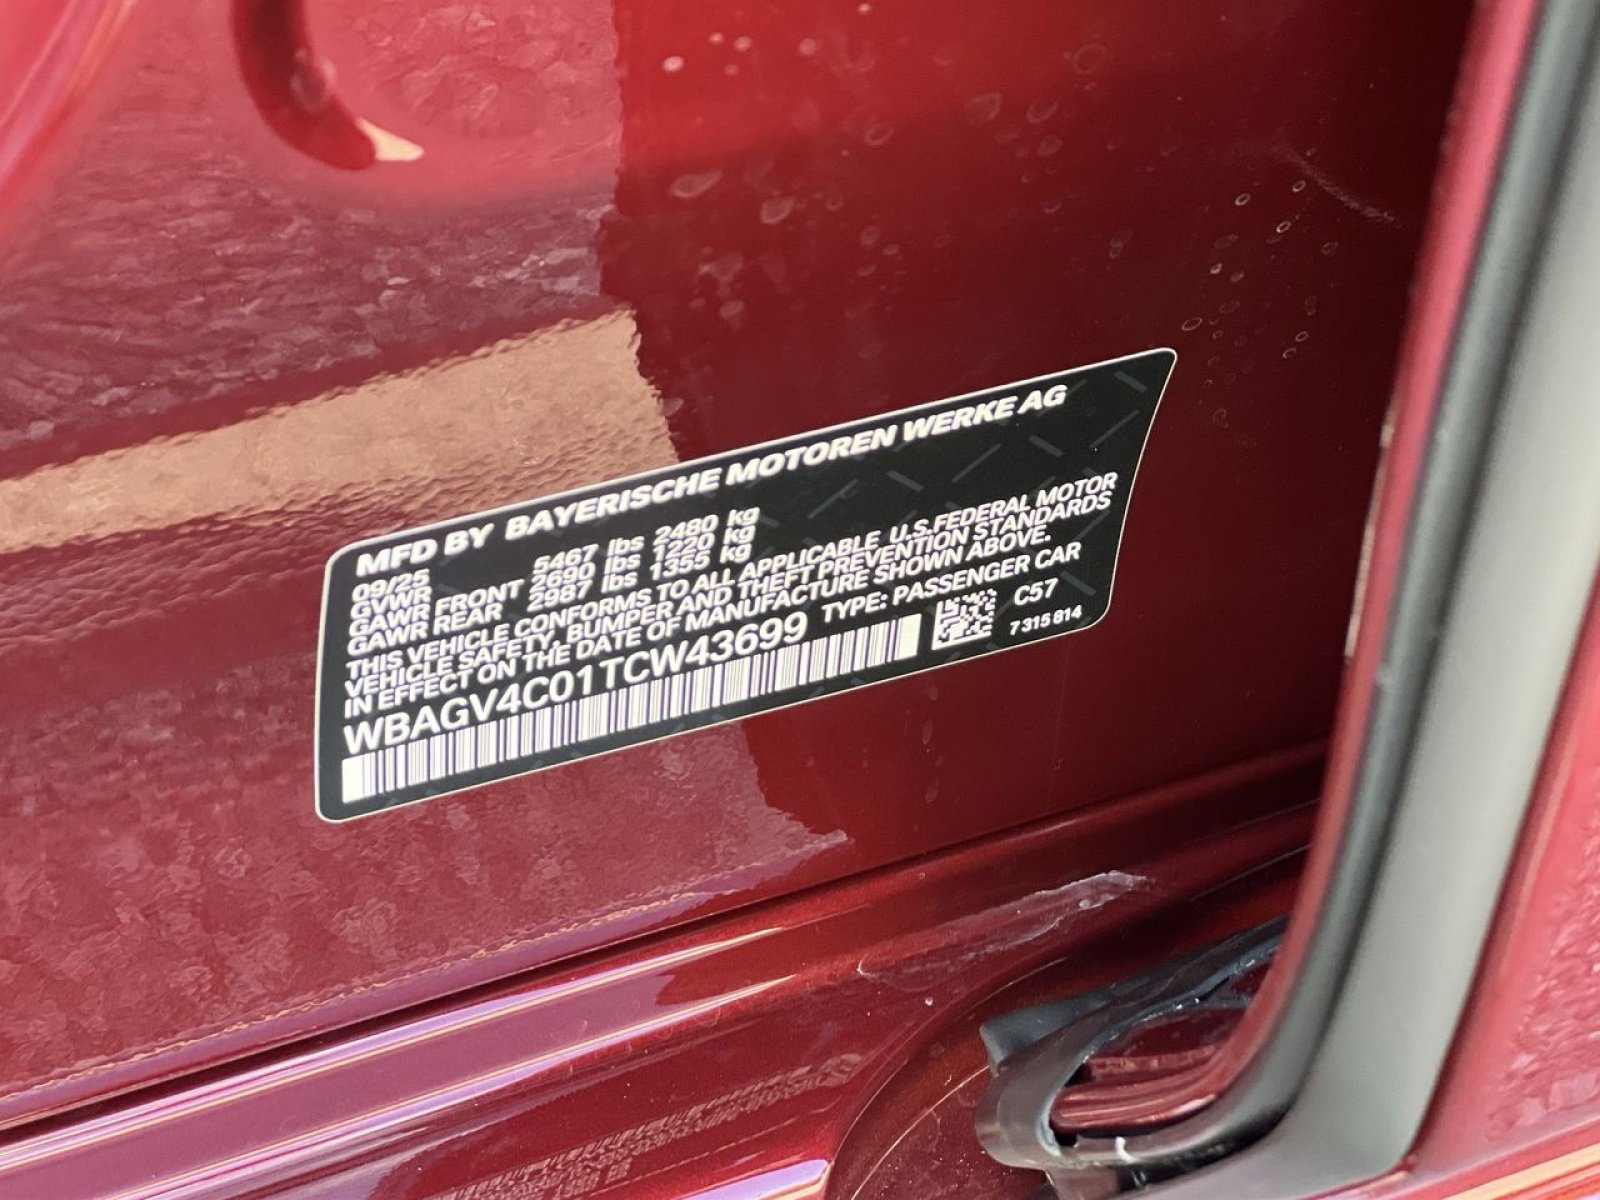 MFD BY BAYERISCHE MOTOREN WERKE AG
09/25
GVWR 5467 lbs 2480 kg
GAWR FRONT 2690 lbs 1220 kg
GAWR REAR 2987 lbs 1355 kg
THIS VEHICLE CONFORMS TO ALL APPLICABLE U.S.FEDERAL MOTOR
VEHICLE SAFETY, BUMPER AND THEFT PREVENTION STANDARDS
IN EFFECT ON THE DATE OF MANUFACTURE SHOWN ABOVE.
WBAGV4C01TCW43699 TYPE: PASSENGER CAR
C57
7 315 814